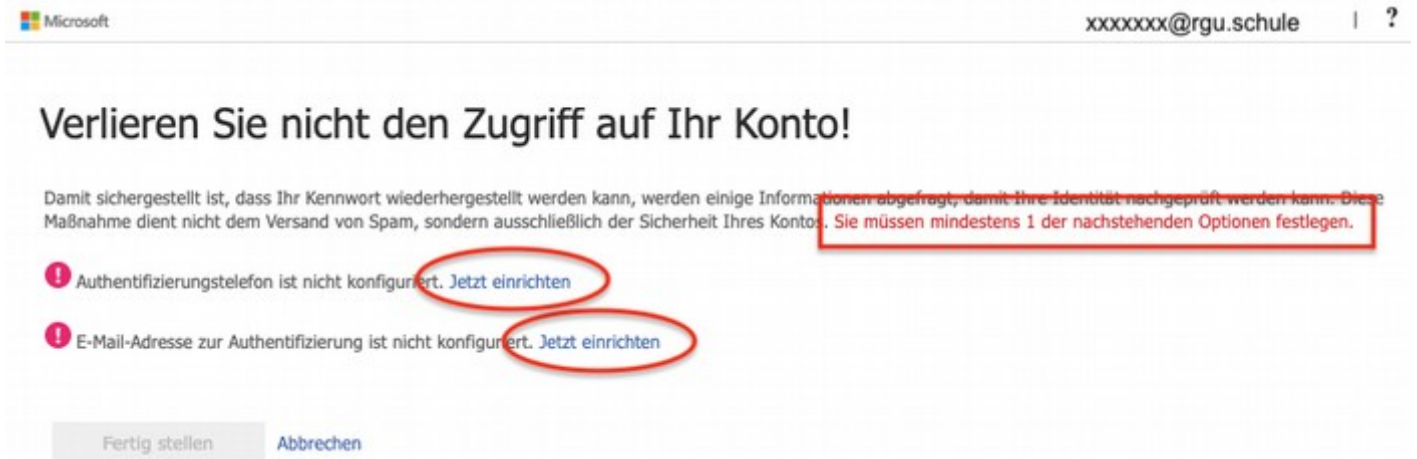 Microsoft
xxxxxxx@rgu.schule | ?
Verlieren Sie nicht den Zugriff auf Ihr Konto!
Damit sichergestellt ist, dass Ihr Kennwort wiederhergestellt werden kann, werden einige Informationen abgefragt, damit Ihre Identität nachgeprüft werden kann. Diese
Maßnahme dient nicht dem Versand von Spam, sondern ausschließlich der Sicherheit Ihres Kontos. Sie müssen mindestens 1 der nachstehenden Optionen festlegen.
! Authentifizierungstelefon ist nicht konfiguriert. Jetzt einrichten
! E-Mail-Adresse zur Authentifizierung ist nicht konfiguriert. Jetzt einrichten
Fertig stellen Abbrechen